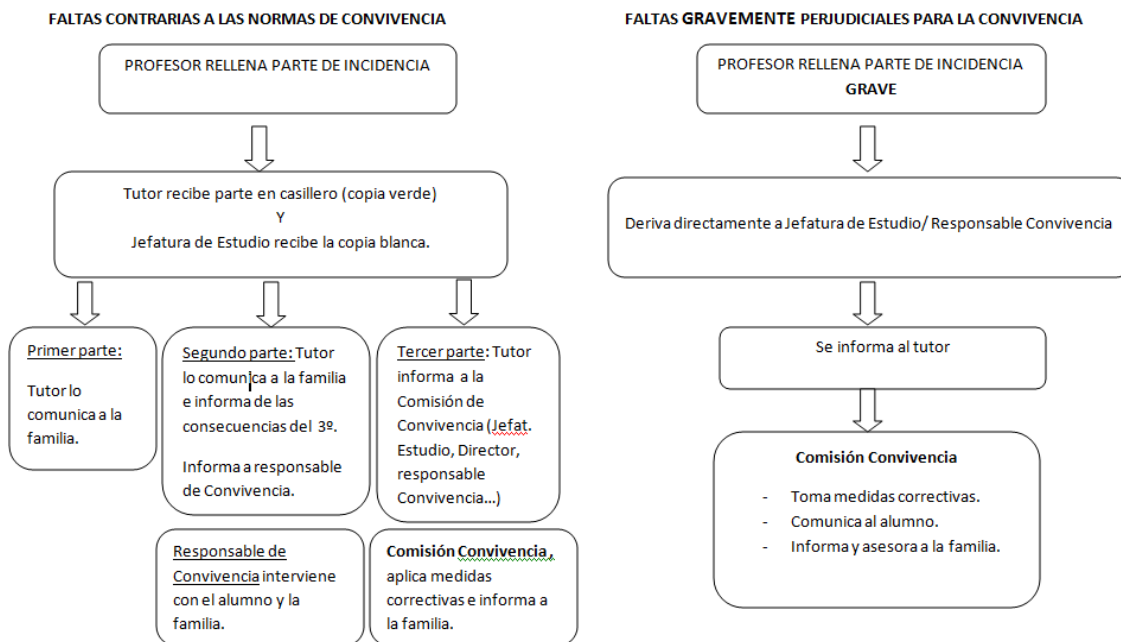 FALTAS CONTRARIAS A LAS NORMAS DE CONVIVENCIA
PROFESOR RELLENA PARTE DE INCIDENCIA
Tutor recibe parte en casillero (copia verde)
Y
Jefatura de Estudio recibe la copia blanca.
Primer parte:
Tutor lo
comunica a la
familia.
Segundo parte: Tutor
lo comunica a la familia
e informa de las
consecuencias del 3º.
Informa a responsable
de Convivencia.
Tercer parte: Tutor
informa a la
Comisión de
Convivencia (Jefat.
Estudio, Director,
responsable
Convivencia...)
Responsable de
Convivencia interviene
con el alumno y la
familia.
Comisión Convivencia,
aplica medidas
correctivas e informa a
la familia.
FALTAS GRAVEMENTE PERJUDICIALES PARA LA CONVIVENCIA
PROFESOR RELLENA PARTE DE INCIDENCIA
GRAVE
Deriva directamente a Jefatura de Estudio/ Responsable Convivencia
Se informa al tutor
Comisión Convivencia
- Toma medidas correctivas.
- Comunica al alumno.
- Informa y asesora a la familia.